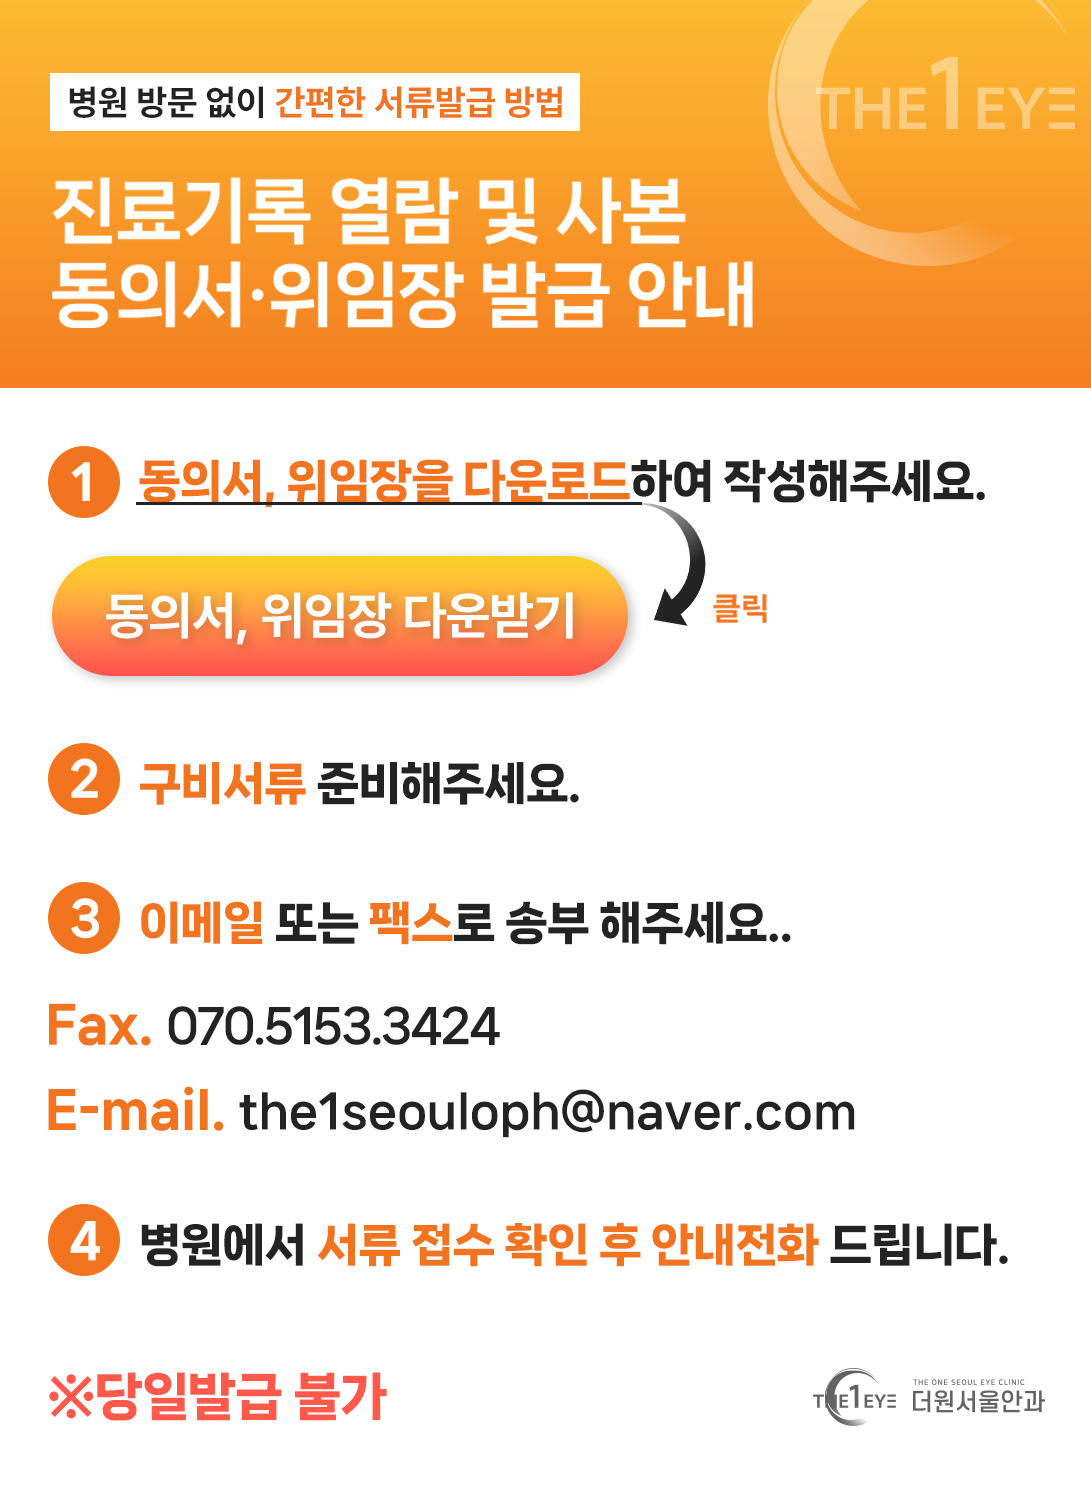 THE 1 EYE
병원 방문 없이 간편한 서류발급 방법
진료기록 열람 및 사본
동의서·위임장 발급 안내
1 동의서, 위임장을 다운로드하여 작성해주세요.
동의서, 위임장 다운받기
클릭
2 구비서류 준비해주세요.
3 이메일 또는 팩스로 송부 해주세요..
Fax. 070.5153.3424
E-mail. the1seouloph@naver.com
4 병원에서 서류 접수 확인 후 안내전화 드립니다.
※당일발급 불가
THE 1 EYE
THE ONE SEOUL EYE CLINIC
더원서울안과